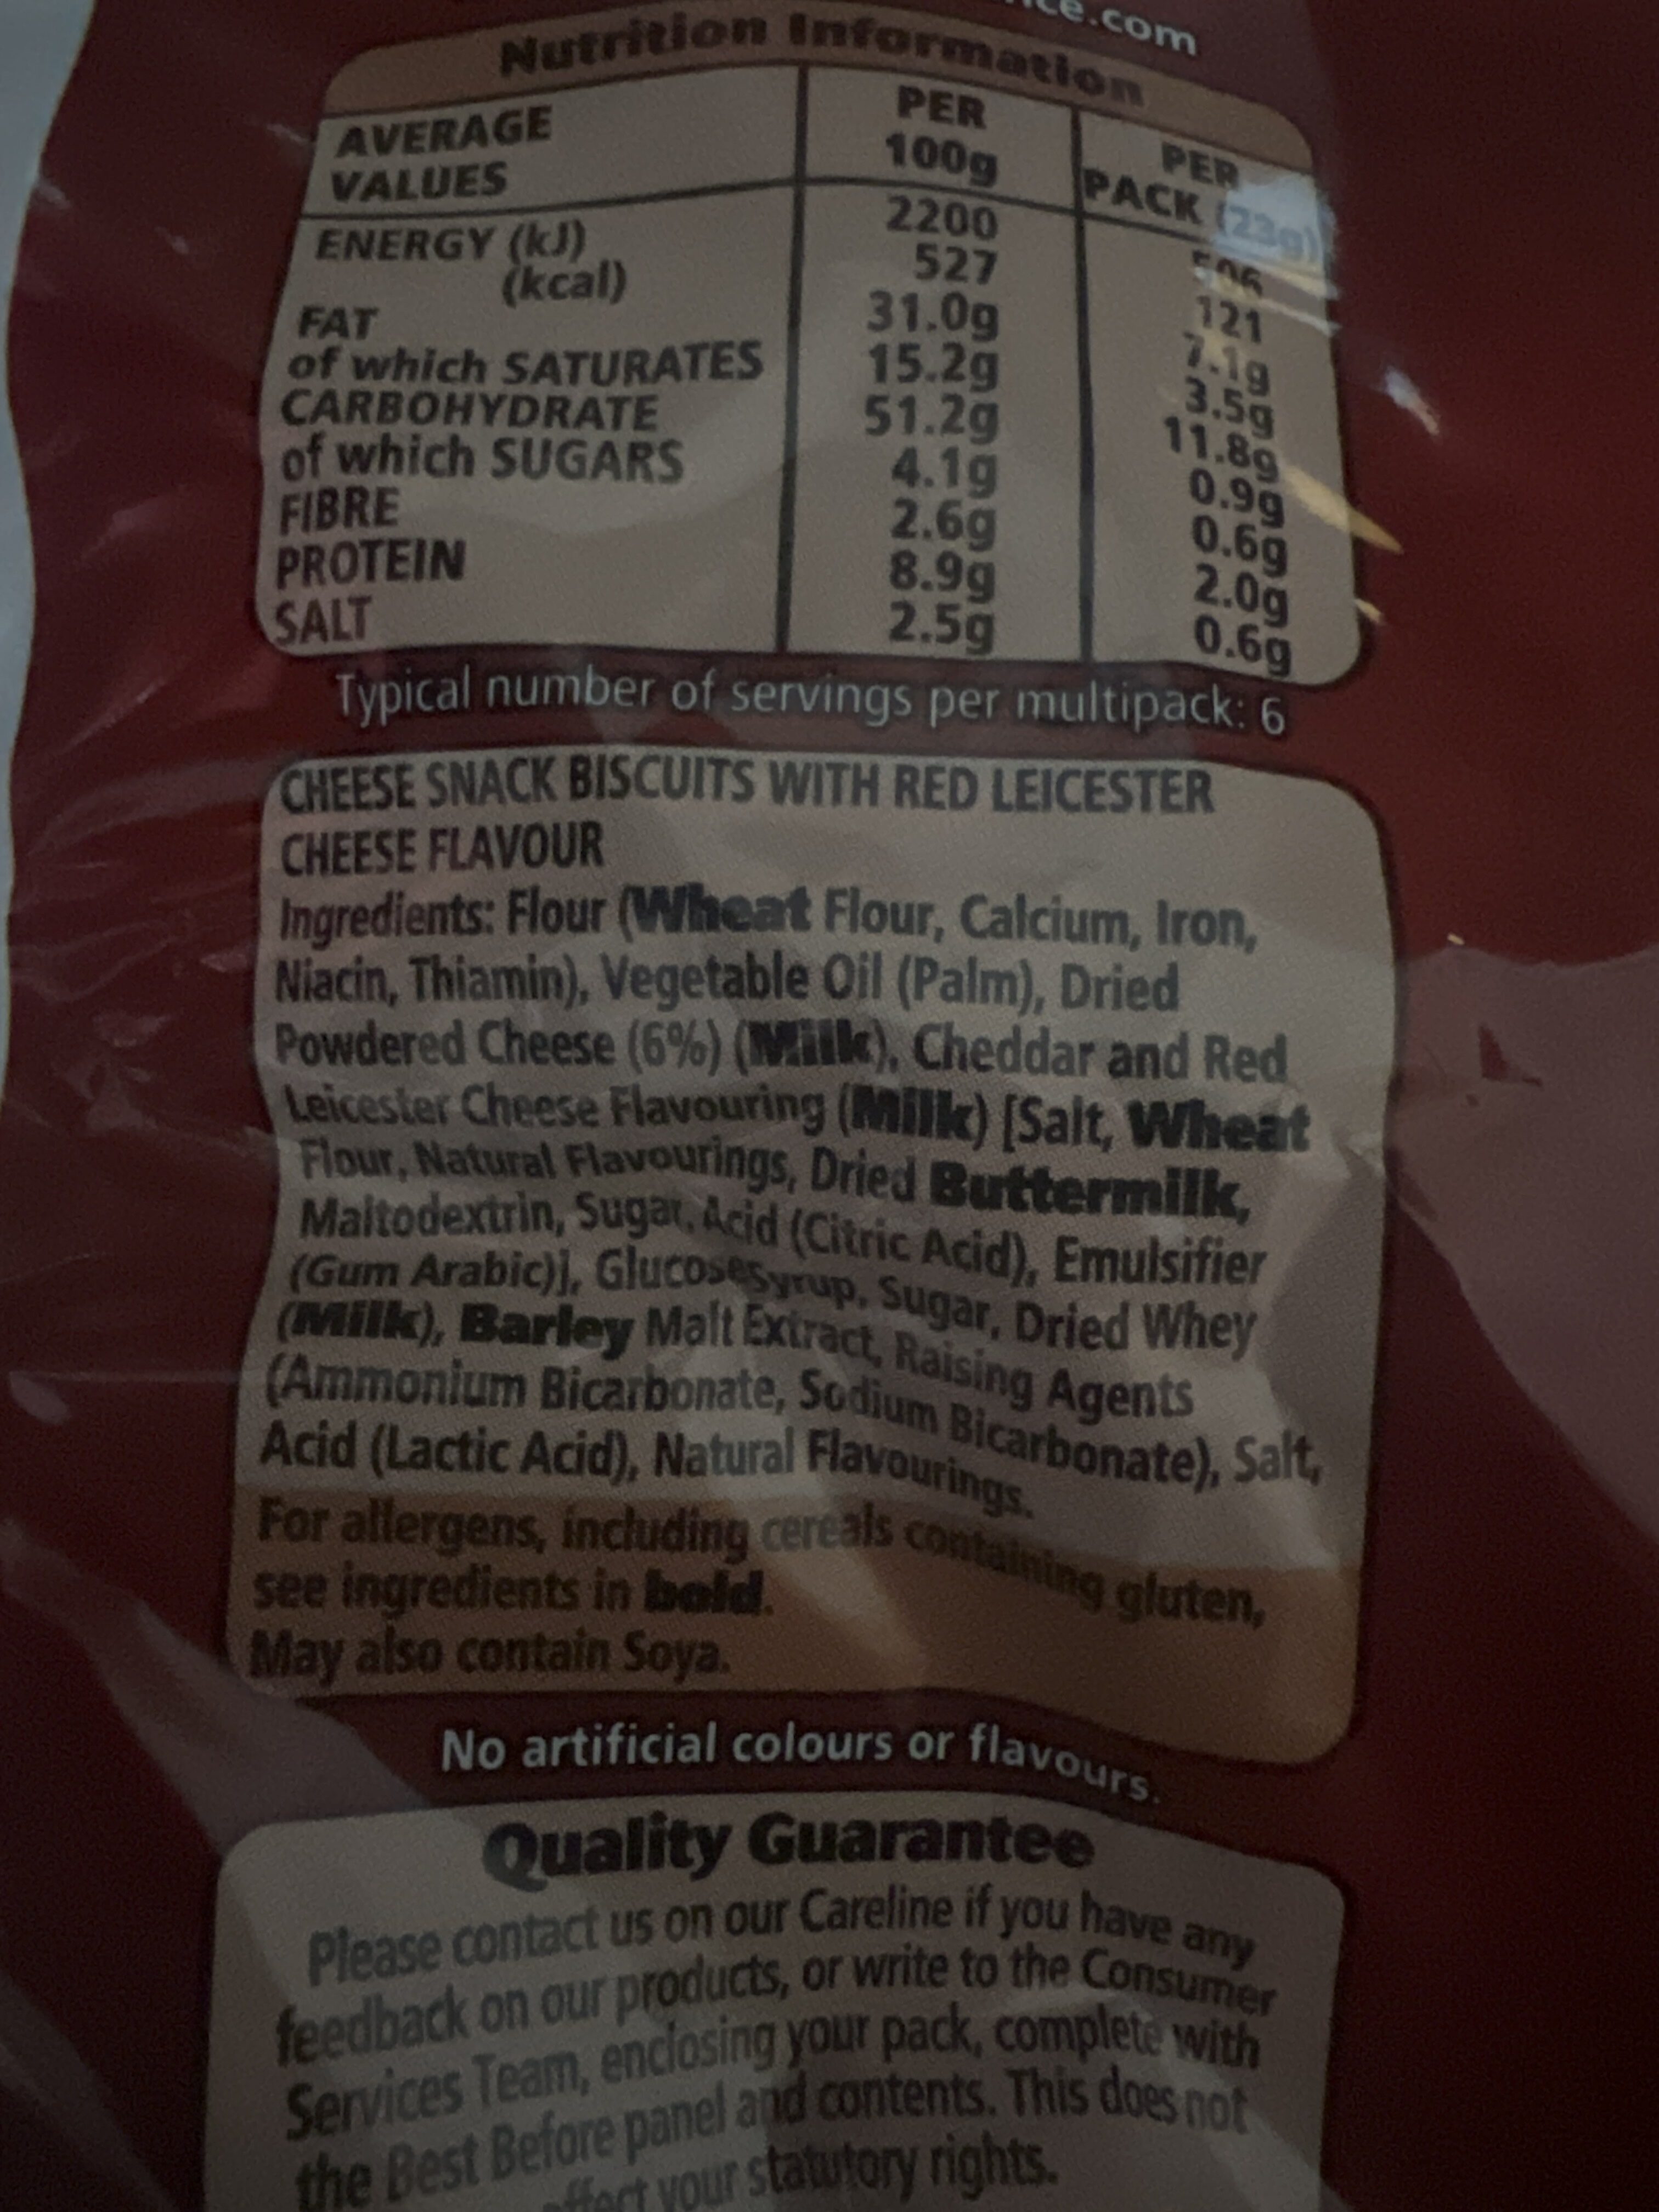 .com
Nutrition Information
AVERAGE VALUES PER 100g PER PACK (23g)
ENERGY (kJ) 2200 506
(kcal) 527 121
FAT 31.0g 7.1g
of which SATURATES 15.2g 3.5g
CARBOHYDRATE 51.2g 11.8g
of which SUGARS 4.1g 0.9g
FIBRE 2.6g 0.6g
PROTEIN 8.9g 2.0g
SALT 2.5g 0.6g
Typical number of servings per multipack: 6
CHEESE SNACK BISCUITS WITH RED LEICESTER
CHEESE FLAVOUR
Ingredients: Flour (Wheat Flour, Calcium, Iron,
Niacin, Thiamin), Vegetable Oil (Palm), Dried
Powdered Cheese (6%) (Milk), Cheddar and Red
Leicester Cheese Flavouring (Milk) [Salt, Wheat
Flour, Natural Flavourings, Dried Buttermilk,
Maltodextrin, Sugar, Acid (Citric Acid), Emulsifier
(Gum Arabic)], Glucose Syrup, Sugar, Dried Whey
(Milk), Barley Malt Extract, Raising Agents
(Ammonium Bicarbonate, Sodium Bicarbonate), Salt,
Acid (Lactic Acid), Natural Flavourings.
For allergens, including cereals containing gluten,
see ingredients in bold.
May also contain Soya.
No artificial colours or flavours.
Quality Guarantee
Please contact us on our Careline if you have any
feedback on our products, or write to the Consumer
Services Team, enclosing your pack, complete with
the Best Before panel and contents. This does not
affect your statutory rights.